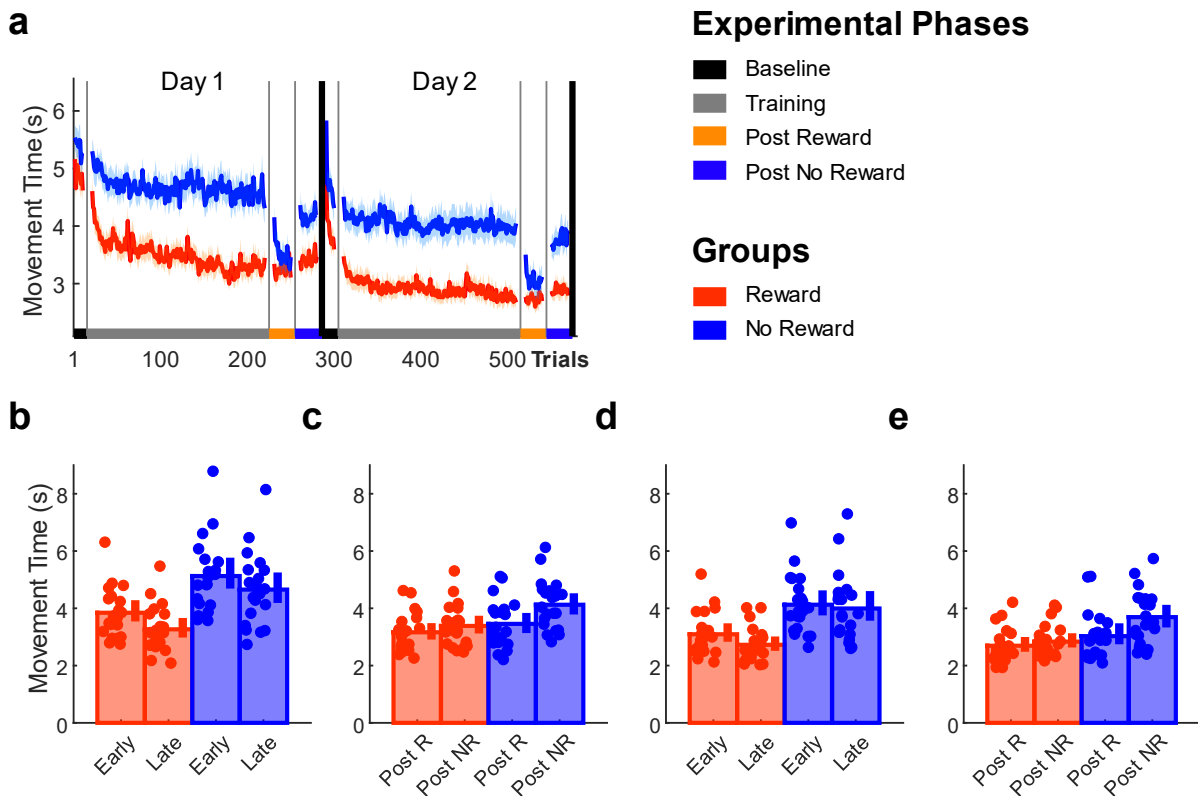 a
Experimental Phases
Baseline
Training
Post Reward
Post No Reward
Groups
Reward
No Reward
Day 1
Day 2
Movement Time (s)
6
5
4
3
1
100
200
300
400
500
Trials
b
c
d
e
Movement Time (s)
8
6
4
2
0
Early
Late
Early
Late
8
6
4
2
0
Post R
Post NR
Post R
Post NR
8
6
4
2
0
Early
Late
Early
Late
8
6
4
2
0
Post R
Post NR
Post R
Post NR